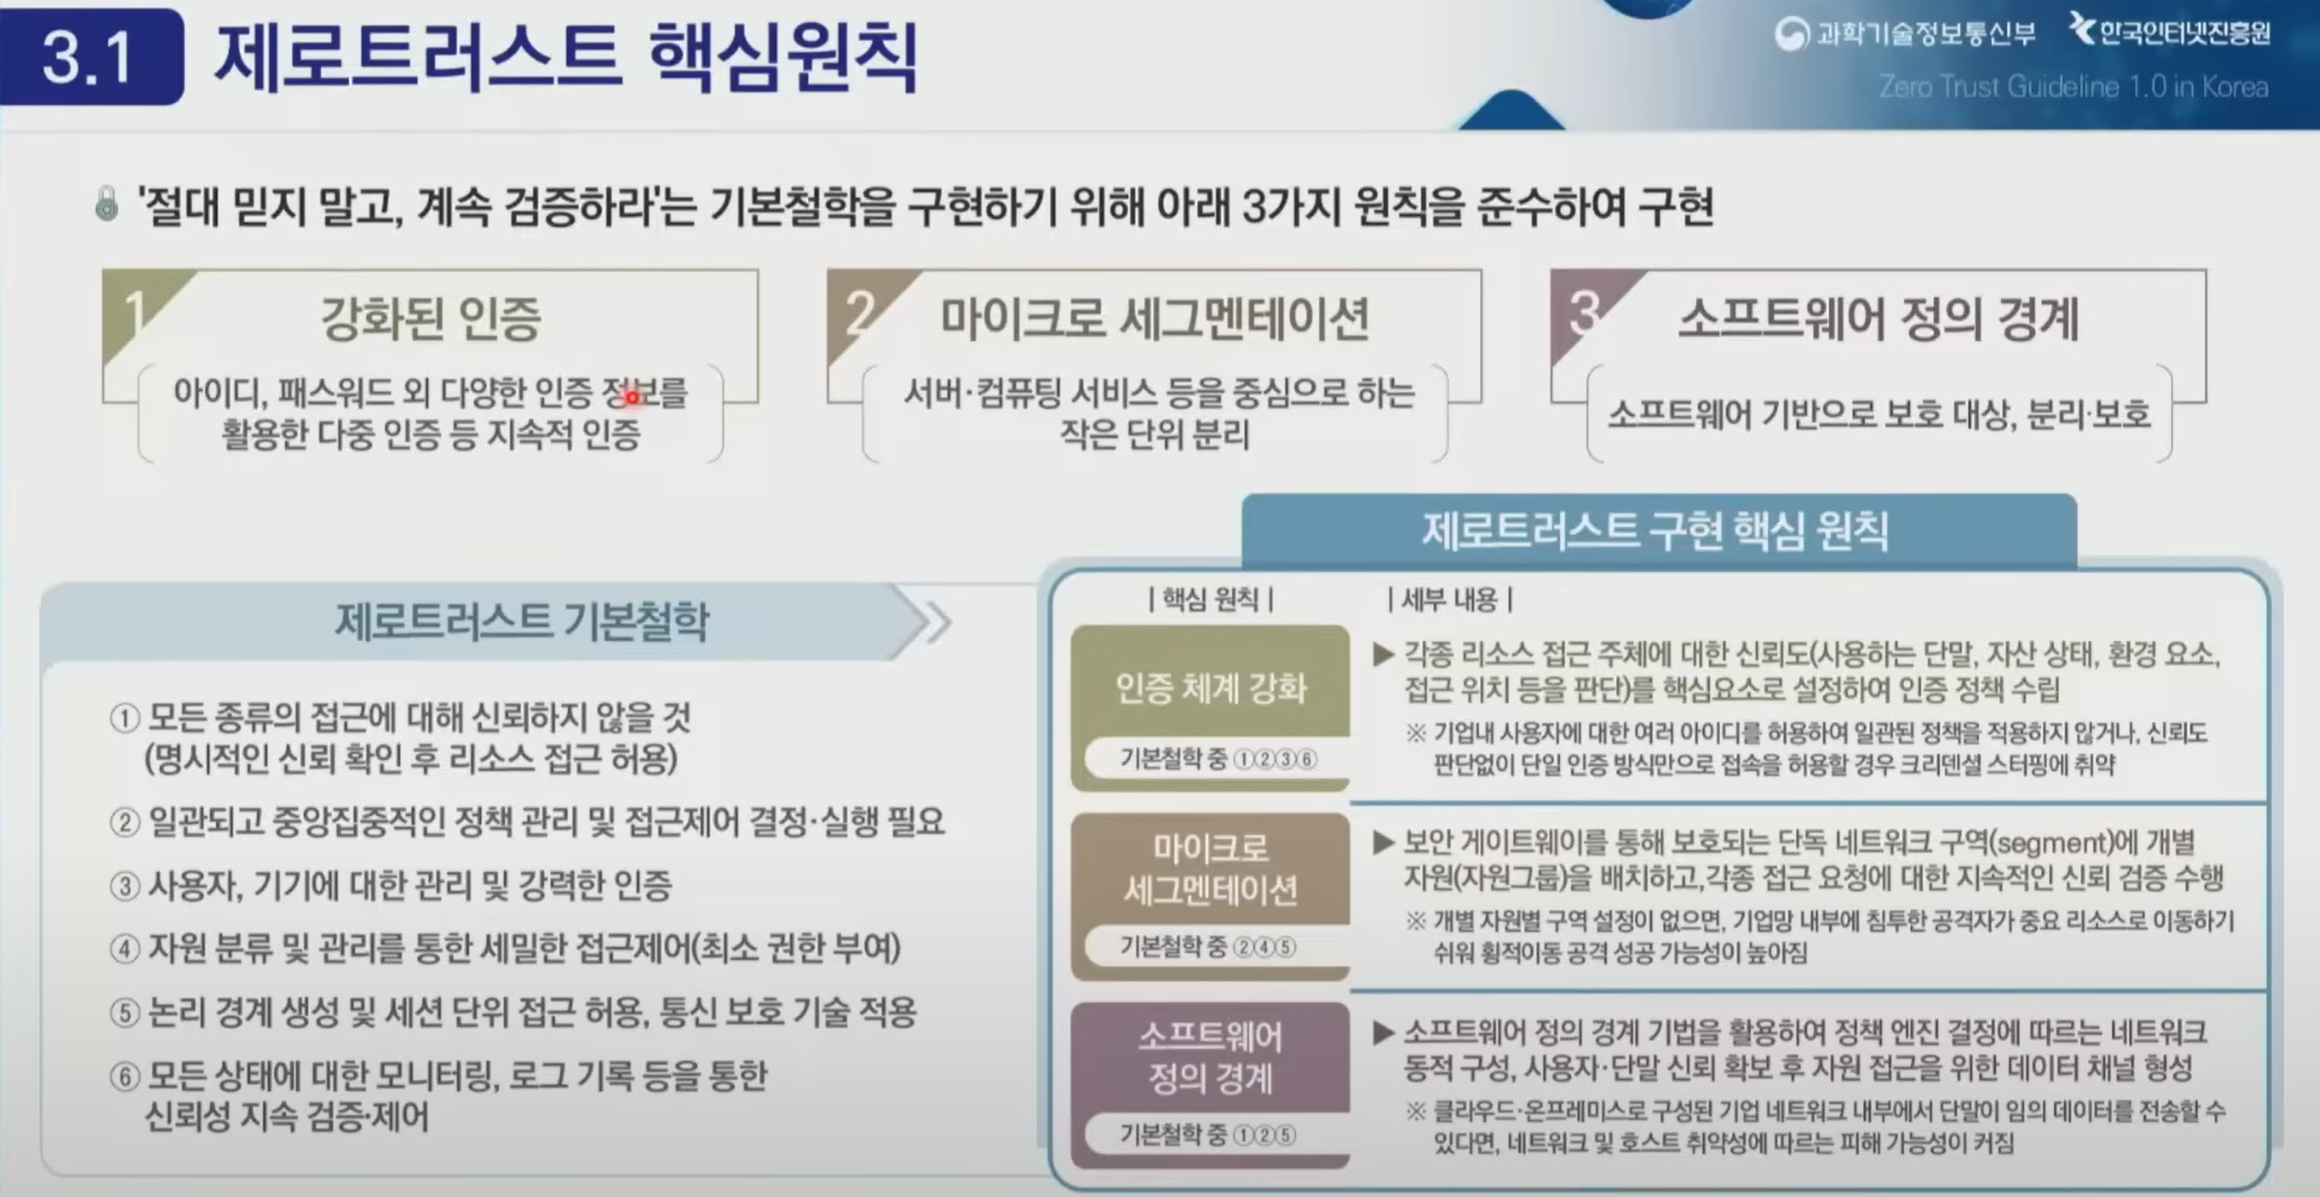 3.1 제로트러스트 핵심원칙
과학기술정보통신부 한국인터넷진흥원
Zero Trust Guideline 1.0 in Korea
'절대 믿지 말고, 계속 검증하라'는 기본철학을 구현하기 위해 아래 3가지 원칙을 준수하여 구현
1
강화된 인증
아이디, 패스워드 외 다양한 인증 정보를
활용한 다중 인증 등 지속적 인증
2
마이크로 세그멘테이션
서버·컴퓨팅 서비스 등을 중심으로 하는
작은 단위 분리
3
소프트웨어 정의 경계
소프트웨어 기반으로 보호 대상, 분리·보호
제로트러스트 기본철학
① 모든 종류의 접근에 대해 신뢰하지 않을 것
(명시적인 신뢰 확인 후 리소스 접근 허용)
② 일관되고 중앙집중적인 정책 관리 및 접근제어 결정·실행 필요
③ 사용자, 기기에 대한 관리 및 강력한 인증
④ 자원 분류 및 관리를 통한 세밀한 접근제어(최소 권한 부여)
⑤ 논리 경계 생성 및 세션 단위 접근 허용, 통신 보호 기술 적용
⑥ 모든 상태에 대한 모니터링, 로그 기록 등을 통한
신뢰성 지속 검증·제어
제로트러스트 구현 핵심 원칙
| 핵심 원칙 | | 세부 내용 |
인증 체계 강화
기본철학 중 ①②③⑥
▶ 각종 리소스 접근 주체에 대한 신뢰도(사용하는 단말, 자산 상태, 환경 요소,
접근 위치 등을 판단)를 핵심요소로 설정하여 인증 정책 수립
※ 기업내 사용자에 대한 여러 아이디를 허용하여 일관된 정책을 적용하지 않거나, 신뢰도
판단없이 단일 인증 방식만으로 접속을 허용할 경우 크리덴셜 스터핑에 취약
마이크로
세그멘테이션
기본철학 중 ②④⑤
▶ 보안 게이트웨이를 통해 보호되는 단독 네트워크 구역(segment)에 개별
자원(자원그룹)을 배치하고,각종 접근 요청에 대한 지속적인 신뢰 검증 수행
※ 개별 자원별 구역 설정이 없으면, 기업망 내부에 침투한 공격자가 중요 리소스로 이동하기
쉬워 횡적이동 공격 성공 가능성이 높아짐
소프트웨어
정의 경계
기본철학 중 ①②⑤
▶ 소프트웨어 정의 경계 기법을 활용하여 정책 엔진 결정에 따르는 네트워크
동적 구성, 사용자·단말 신뢰 확보 후 자원 접근을 위한 데이터 채널 형성
※ 클라우드·온프레미스로 구성된 기업 네트워크 내부에서 단말이 임의 데이터를 전송할 수
있다면, 네트워크 및 호스트 취약성에 따르는 피해 가능성이 커짐